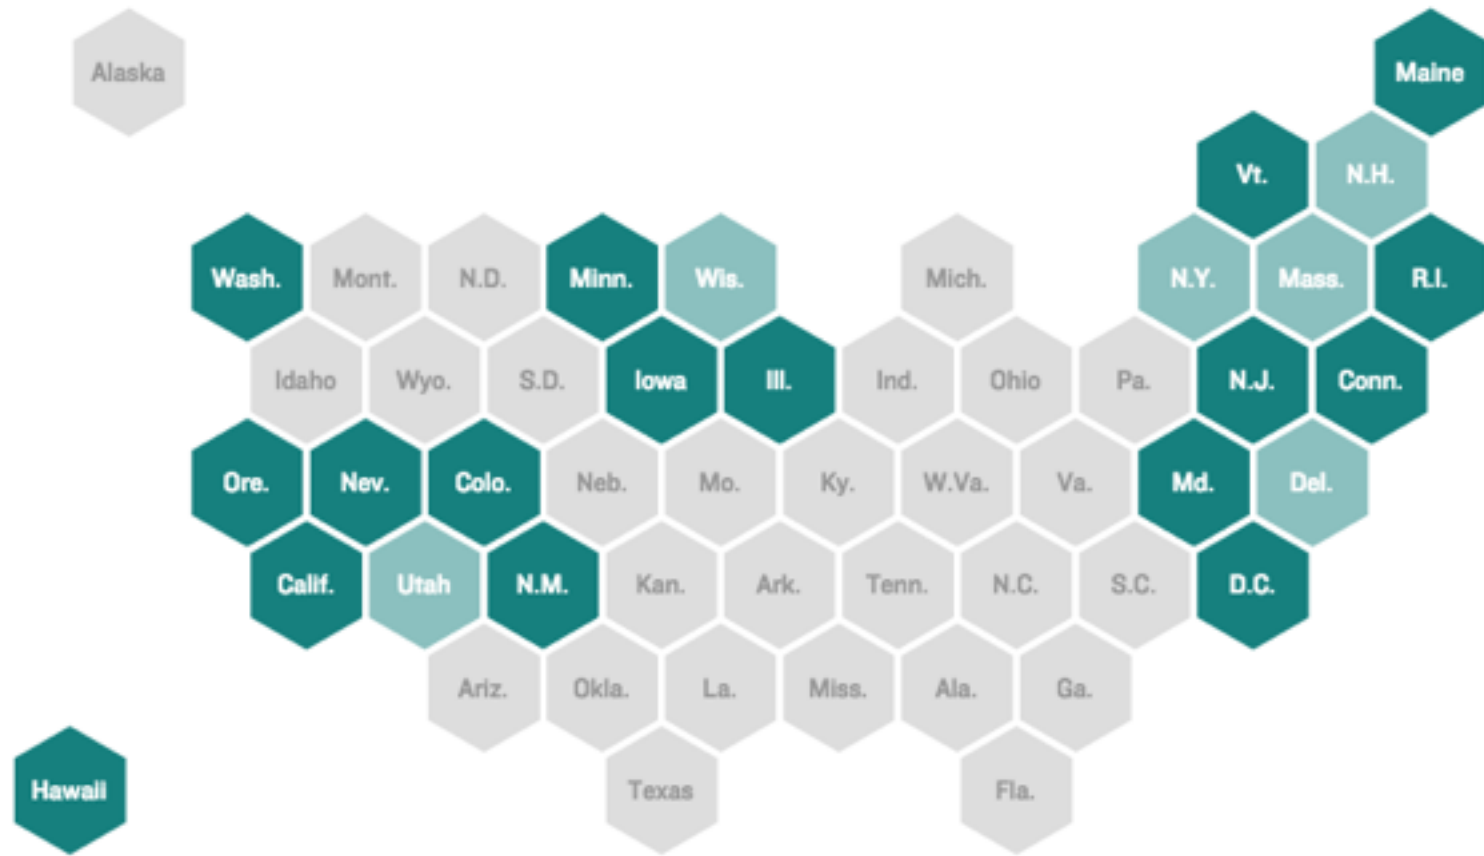 Alaska
Maine
Vt.
N.H.
Wash.
Mont.
N.D.
Minn.
Wis.
Mich.
N.Y.
Mass.
R.I.
Idaho
Wyo.
S.D.
Iowa
Ill.
Ind.
Ohio
Pa.
N.J.
Conn.
Ore.
Nev.
Colo.
Neb.
Mo.
Ky.
W.Va.
Va.
Md.
Del.
Calif.
Utah
N.M.
Kan.
Ark.
Tenn.
N.C.
S.C.
D.C.
Ariz.
Okla.
La.
Miss.
Ala.
Ga.
Hawaii
Texas
Fla.